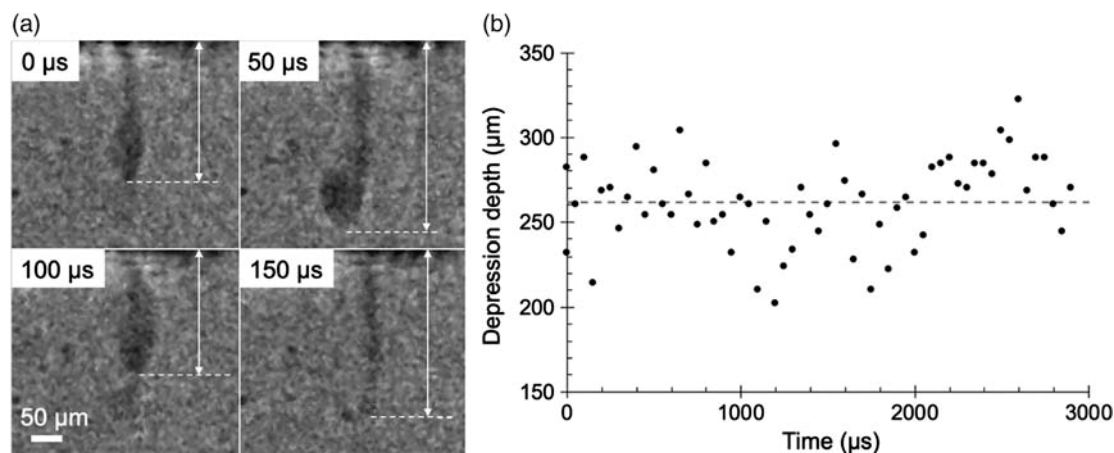 (a)
0 µs
50 µs
100 µs
150 µs
50 µm
(b)
Depression depth (µm)
350
300
250
200
150
0
1000
2000
3000
Time (µs)